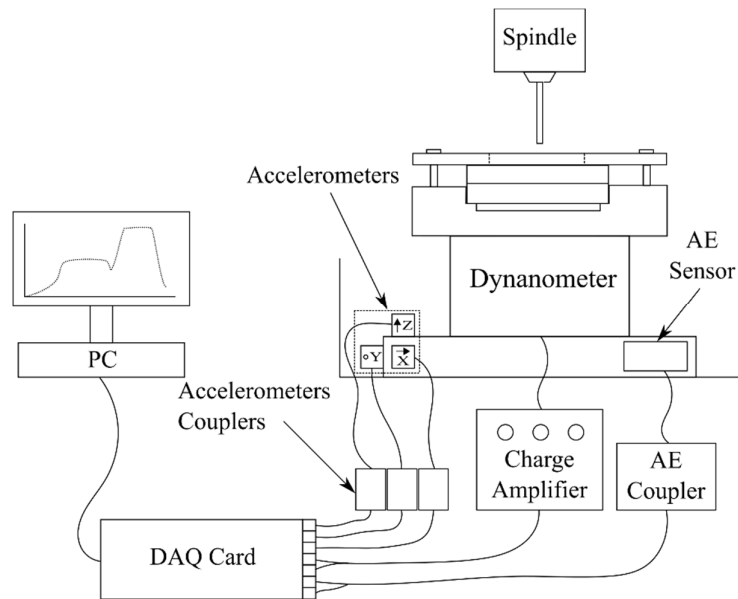 Spindle
Accelerometers
AE
Sensor
Dynanometer
Z
Y
X
PC
Accelerometers
Couplers
Charge
Amplifier
AE
Coupler
DAQ Card